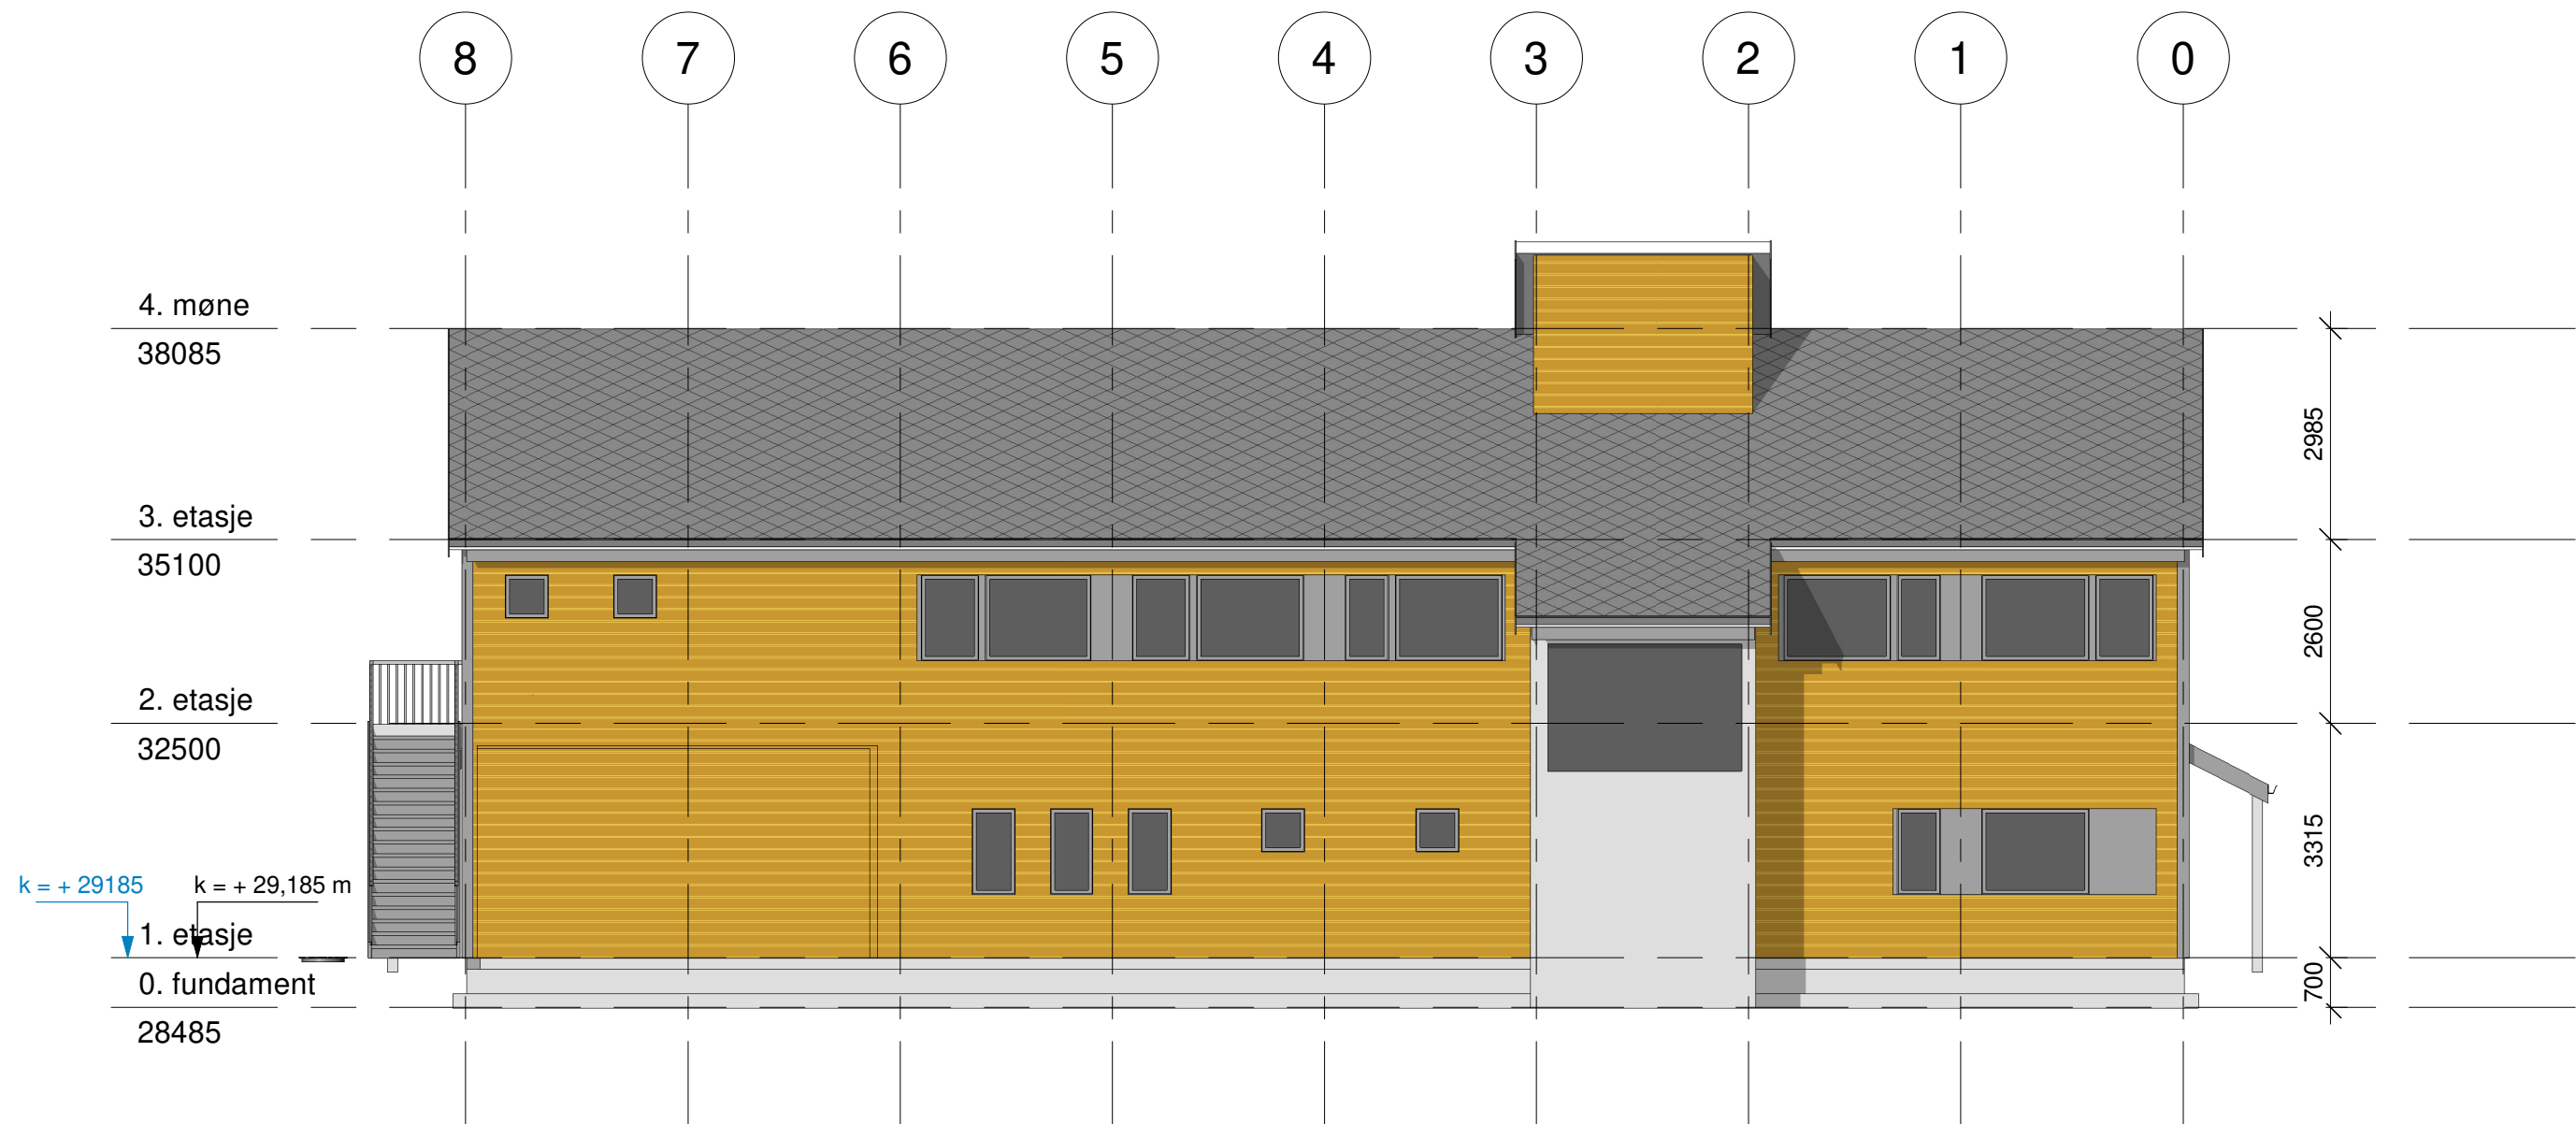 8 7 6 5 4 3 2 1 0
4. møne
38085
2985
3. etasje
35100
2600
2. etasje
32500
3315
k = + 29185
k = + 29,185 m
1. etasje
0. fundament
700
28485